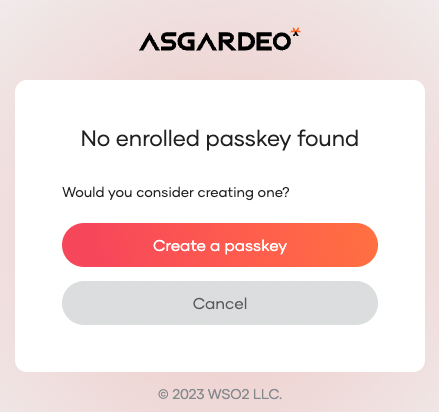 ASGARDEO
No enrolled passkey found
Would you consider creating one?
Create a passkey
Cancel
© 2023 WSO2 LLC.